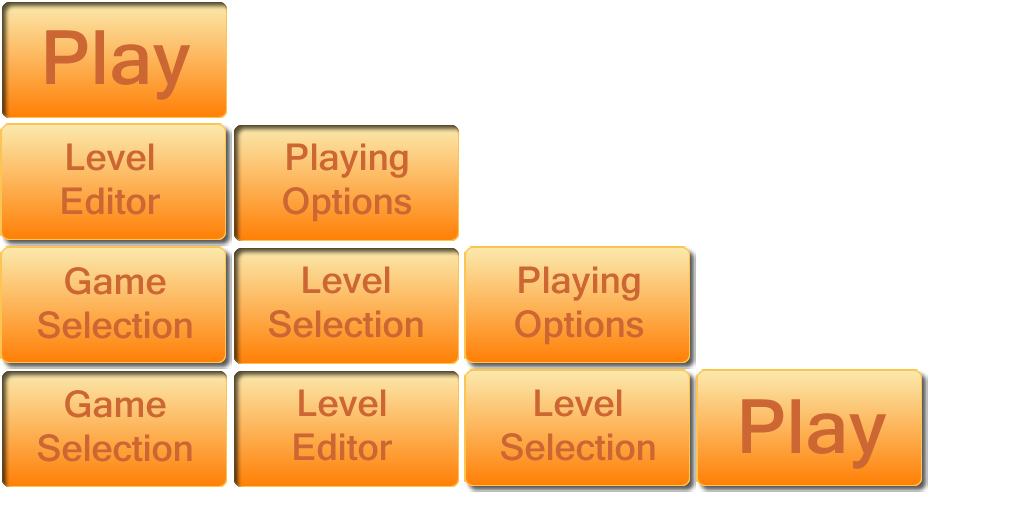 Play
Level
Editor
Playing
Options
Game
Selection
Level
Selection
Playing
Options
Game
Selection
Level
Editor
Level
Selection
Play